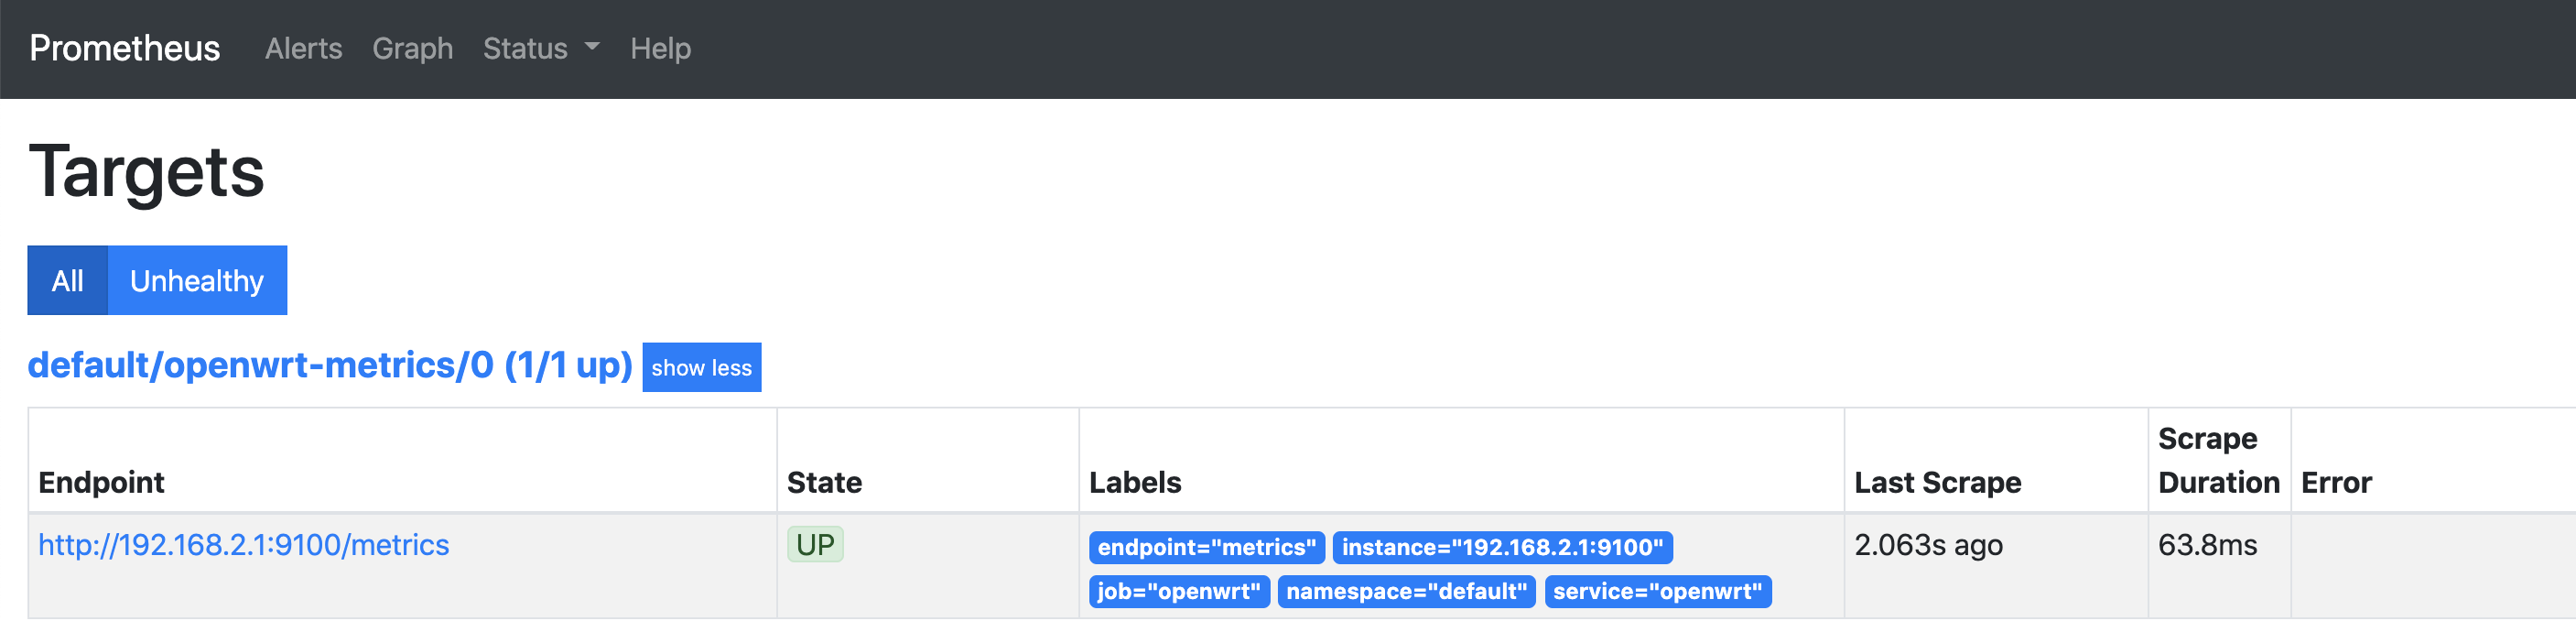 Prometheus Alerts Graph Status Help
Targets
All Unhealthy
default/openwrt-metrics/0 (1/1 up) show less
Endpoint State Labels Last Scrape Scrape Duration Error
http://192.168.2.1:9100/metrics UP endpoint="metrics" instance="192.168.2.1:9100" 2.063s ago 63.8ms
job="openwrt" namespace="default" service="openwrt"